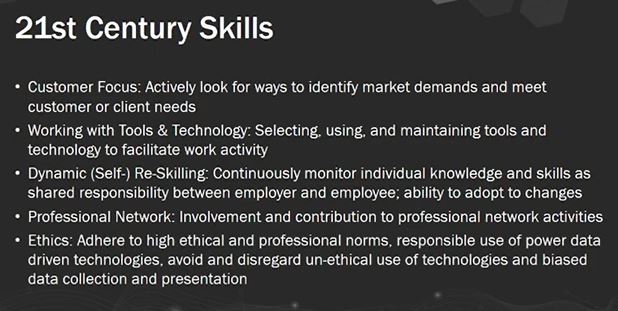 21st Century Skills
• Customer Focus: Actively look for ways to identify market demands and meet
customer or client needs
• Working with Tools & Technology: Selecting, using, and maintaining tools and
technology to facilitate work activity
• Dynamic (Self-) Re-Skilling: Continuously monitor individual knowledge and skills as
shared responsibility between employer and employee; ability to adopt to changes
• Professional Network: Involvement and contribution to professional network activities
• Ethics: Adhere to high ethical and professional norms, responsible use of power data
driven technologies, avoid and disregard un-ethical use of technologies and biased
data collection and presentation